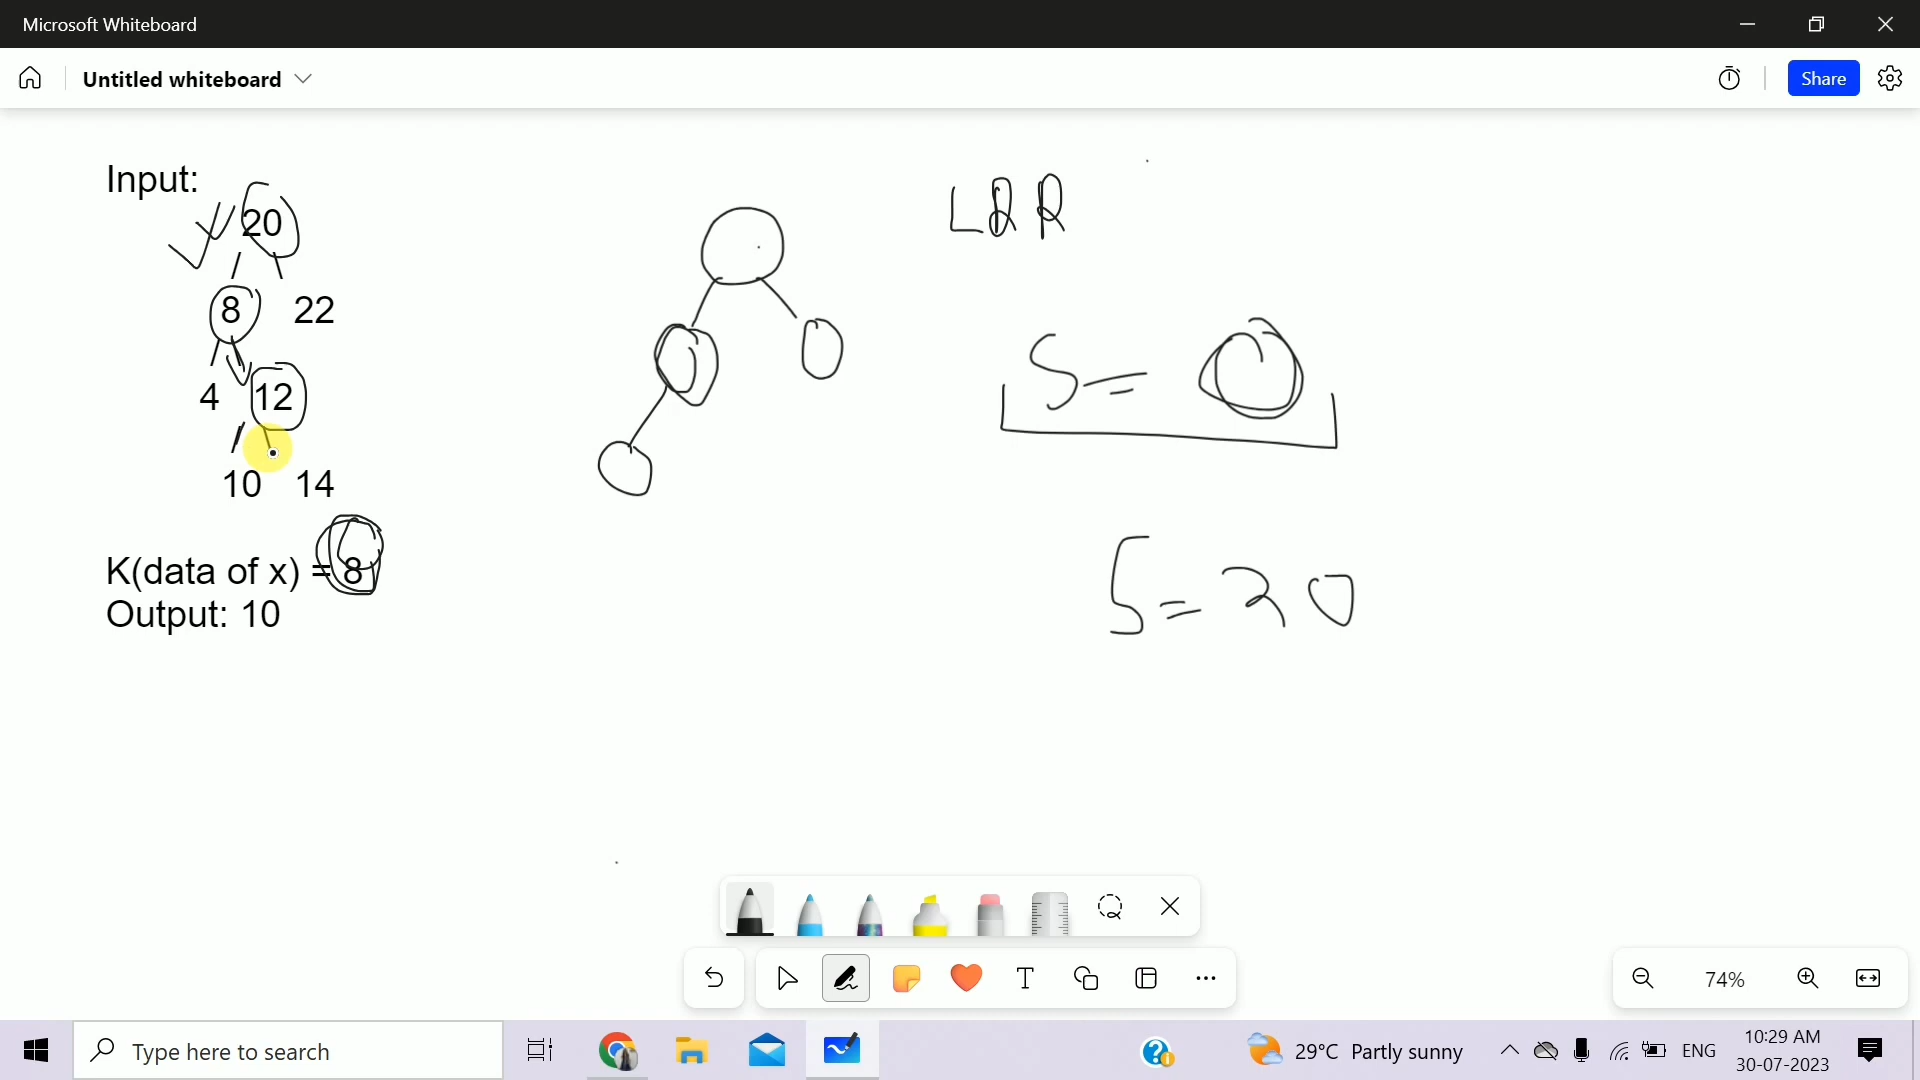 Microsoft Whiteboard
Untitled whiteboard
Share
Input:
20
8 22
4 12
10 14
K(data of x) = 8
Output: 10
L R
S = 0
S = 20
74%
Type here to search
29°C Partly sunny
ENG
10:29 AM
30-07-2023